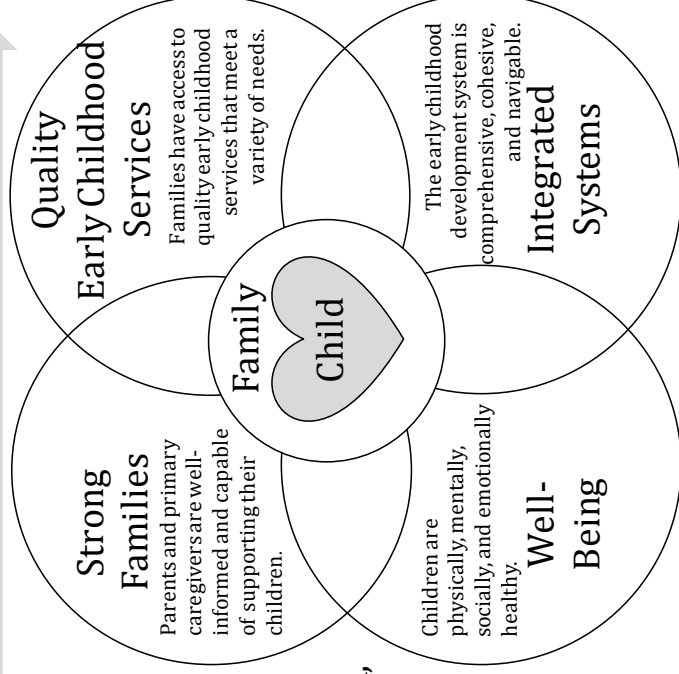 Strong
Families
Parents and primary
caregivers are well-
informed and capable
of supporting their
children.
Quality
Early Childhood
Services
Families have access to
quality early childhood
services that meet a
variety of needs.
Family
Child
Children are
physically, mentally,
socially, and emotionally
healthy.
Well-
Being
The early childhood
development system is
comprehensive, cohesive,
and navigable.
Integrated
Systems